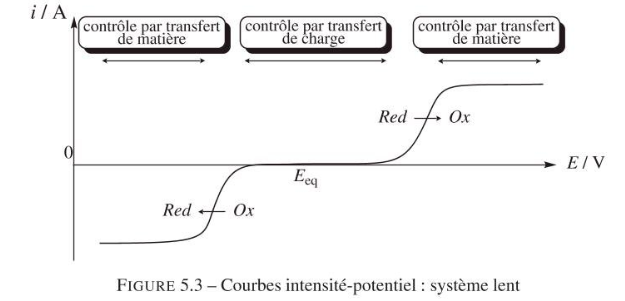 i / A
contrôle par transfert
de matière
contrôle par transfert
de charge
contrôle par transfert
de matière
Red → Ox
0
E / V
E_eq
Red ← Ox
FIGURE 5.3 – Courbes intensité-potentiel : système lent